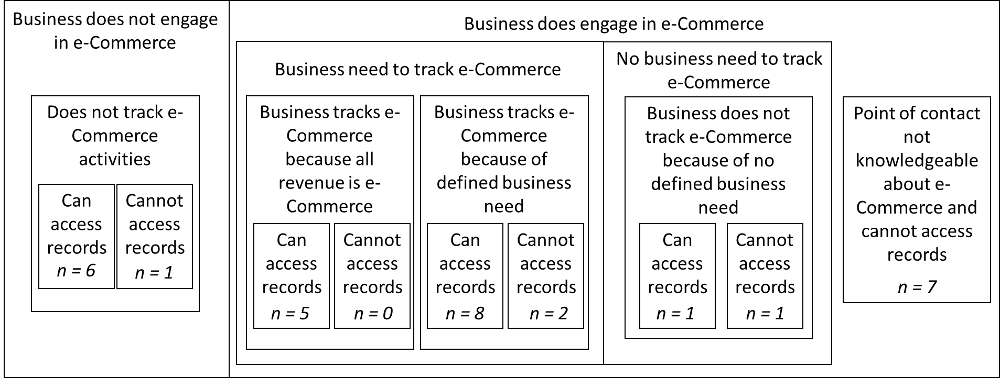 Business does not engage
in e-Commerce
Does not track e-
Commerce
activities
Can
access
records
n = 6
Cannot
access
records
n = 1
Business does engage in e-Commerce
Business need to track e-Commerce
Business tracks e-
Commerce
because all
revenue is e-
Commerce
Can
access
records
n = 5
Cannot
access
records
n = 0
Business tracks e-
Commerce
because of
defined business
need
Can
access
records
n = 8
Cannot
access
records
n = 2
No business need to track
e-Commerce
Business does not
track e-Commerce
because of no
defined business
need
Can
access
records
n = 1
Cannot
access
records
n = 1
Point of contact
not
knowledgeable
about e-
Commerce and
cannot access
records
n = 7